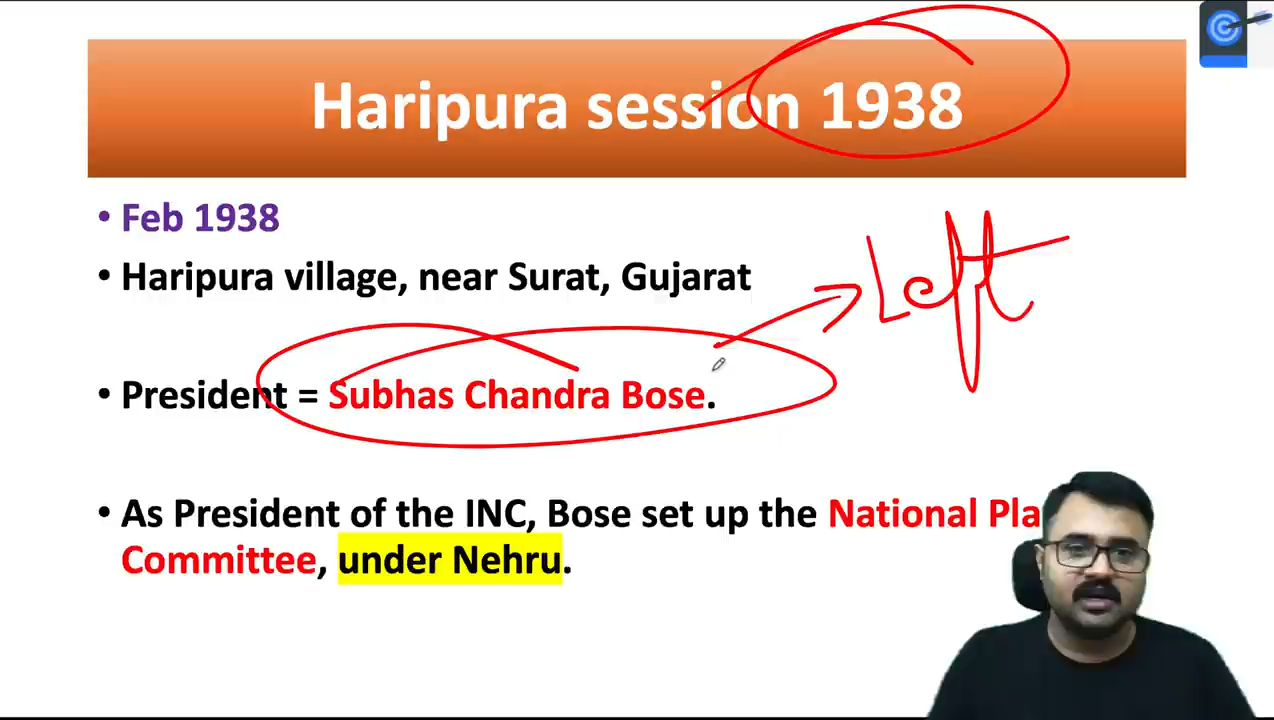 Haripura session 1938
• Feb 1938
• Haripura village, near Surat, Gujarat
Left
• President = Subhas Chandra Bose.
• As President of the INC, Bose set up the National Pla
Committee, under Nehru.